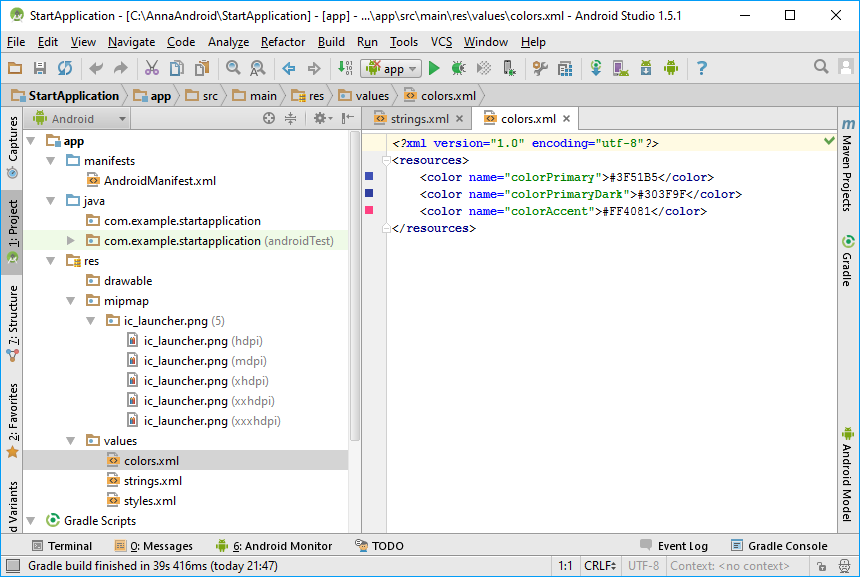 StartApplication - [C:\AnnaAndroid\StartApplication] - [app] - ...\app\src\main\res\values\colors.xml - Android Studio 1.5.1
File Edit View Navigate Code Analyze Refactor Build Run Tools VCS Window Help
app
StartApplication app src main res values colors.xml
Android
strings.xml colors.xml
Captures
1: Project
7: Structure
2: Favorites
d Variants
app
manifests
AndroidManifest.xml
java
com.example.startapplication
com.example.startapplication (androidTest)
res
drawable
mipmap
ic_launcher.png (5)
ic_launcher.png (hdpi)
ic_launcher.png (mdpi)
ic_launcher.png (xhdpi)
ic_launcher.png (xxhdpi)
ic_launcher.png (xxxhdpi)
values
colors.xml
strings.xml
styles.xml
Gradle Scripts
<?xml version="1.0" encoding="utf-8"?>
<resources>
<color name="colorPrimary">#3F51B5</color>
<color name="colorPrimaryDark">#303F9F</color>
<color name="colorAccent">#FF4081</color>
</resources>
m Maven Projects
Gradle
Android Model
Terminal 0: Messages 6: Android Monitor TODO Event Log Gradle Console
Gradle build finished in 39s 416ms (today 21:47) 1:1 CRLF UTF-8 Context: <no context>